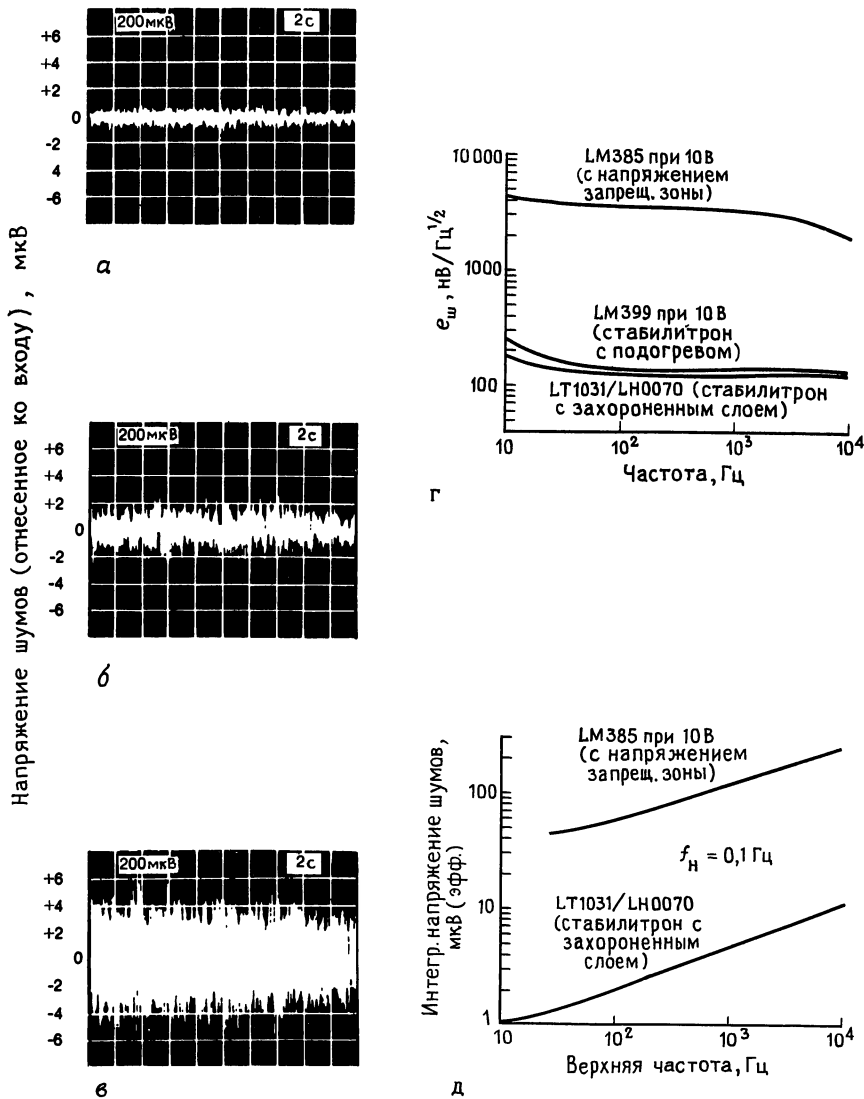 Напряжение шумов (отнесенное ко входу), мкВ
200мкВ 2с
+6
+4
+2
0
-2
-4
-6
а
200мкВ 2с
+6
+4
+2
0
-2
-4
-6
б
200мкВ 2с
+6
+4
+2
0
-2
-4
-6
в
eш, нВ/Гц1/2
10 000
1000
100
LM385 при 10В
(с напряжением
запрещ. зоны)
LM399 при 10В
(стабилитрон
с подогревом)
LT1031/LH0070 (стабилитрон
с захороненным слоем)
10 10² 10³ 10⁴
Частота, Гц
г
Интегр. напряжение шумов,
мкВ (эфф.)
100
10
1
LM385 при 10В
(с напряжением
запрещ. зоны)
fн = 0,1 Гц
LT1031/LH0070
(стабилитрон с
захороненным
слоем)
10 10² 10³ 10⁴
Верхняя частота, Гц
д